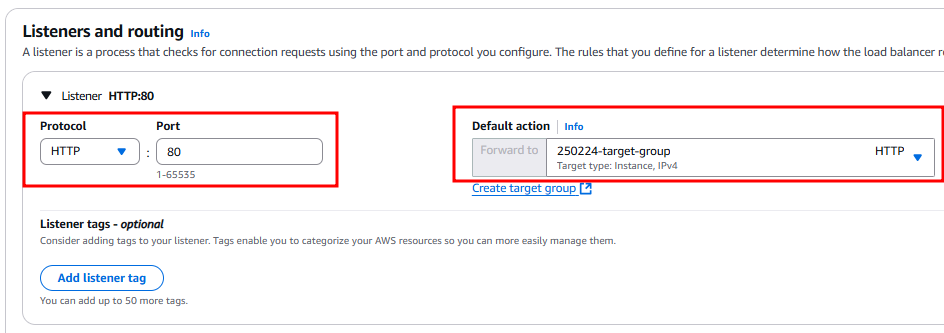 Listeners and routing Info
A listener is a process that checks for connection requests using the port and protocol you configure. The rules that you define for a listener determine how the load balancer
Listener HTTP:80
Protocol Port
HTTP : 80
1-65535
Default action Info
Forward to 250224-target-group HTTP
Target type: Instance, IPv4
Create target group
Listener tags - optional
Consider adding tags to your listener. Tags enable you to categorize your AWS resources so you can more easily manage them.
Add listener tag
You can add up to 50 more tags.